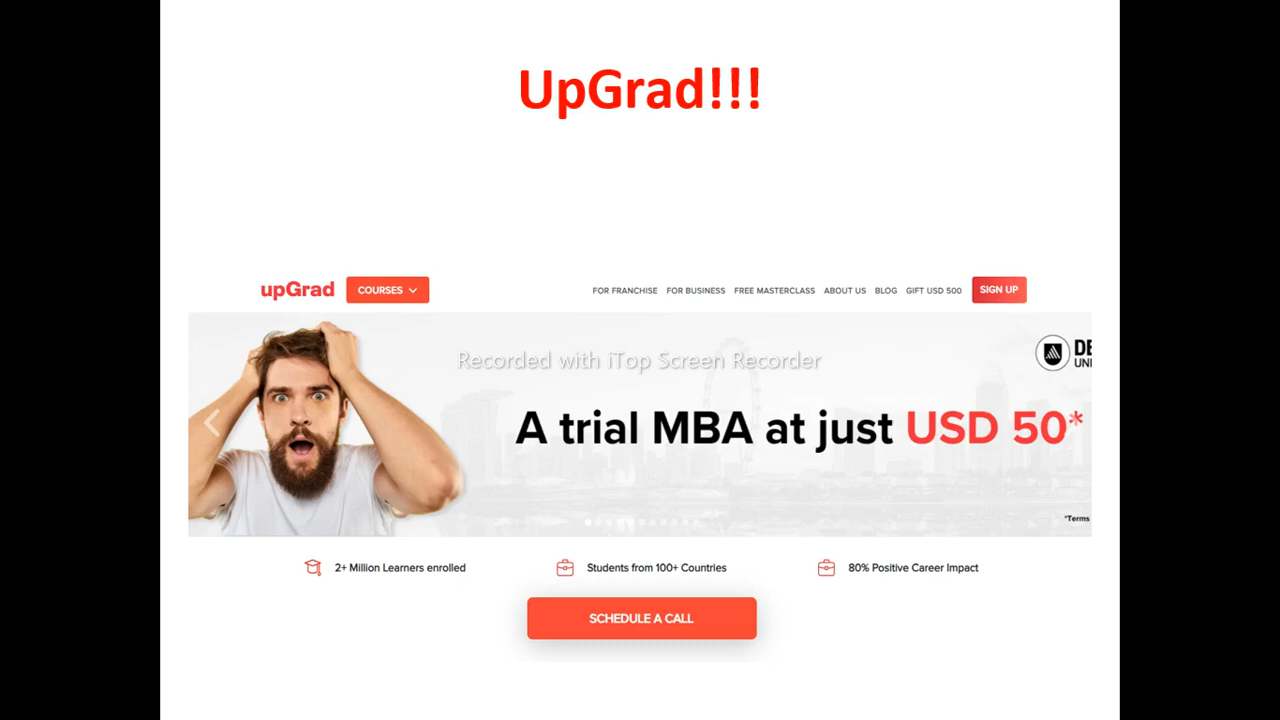 UpGrad!!!
upGrad COURSES FOR FRANCHISE FOR BUSINESS FREE MASTERCLASS ABOUT US BLOG GIFT USD 500 SIGN UP
DE
UNI
Recorded with iTop Screen Recorder
A trial MBA at just USD 50*
*Terms
2+ Million Learners enrolled Students from 100+ Countries 80% Positive Career Impact
SCHEDULE A CALL